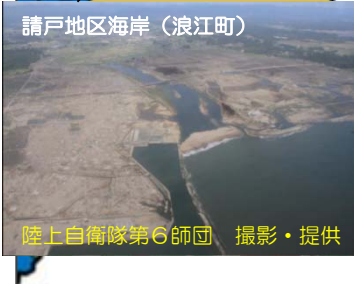 請戸地区海岸（浪江町）
陸上自衛隊第６師団　撮影・提供